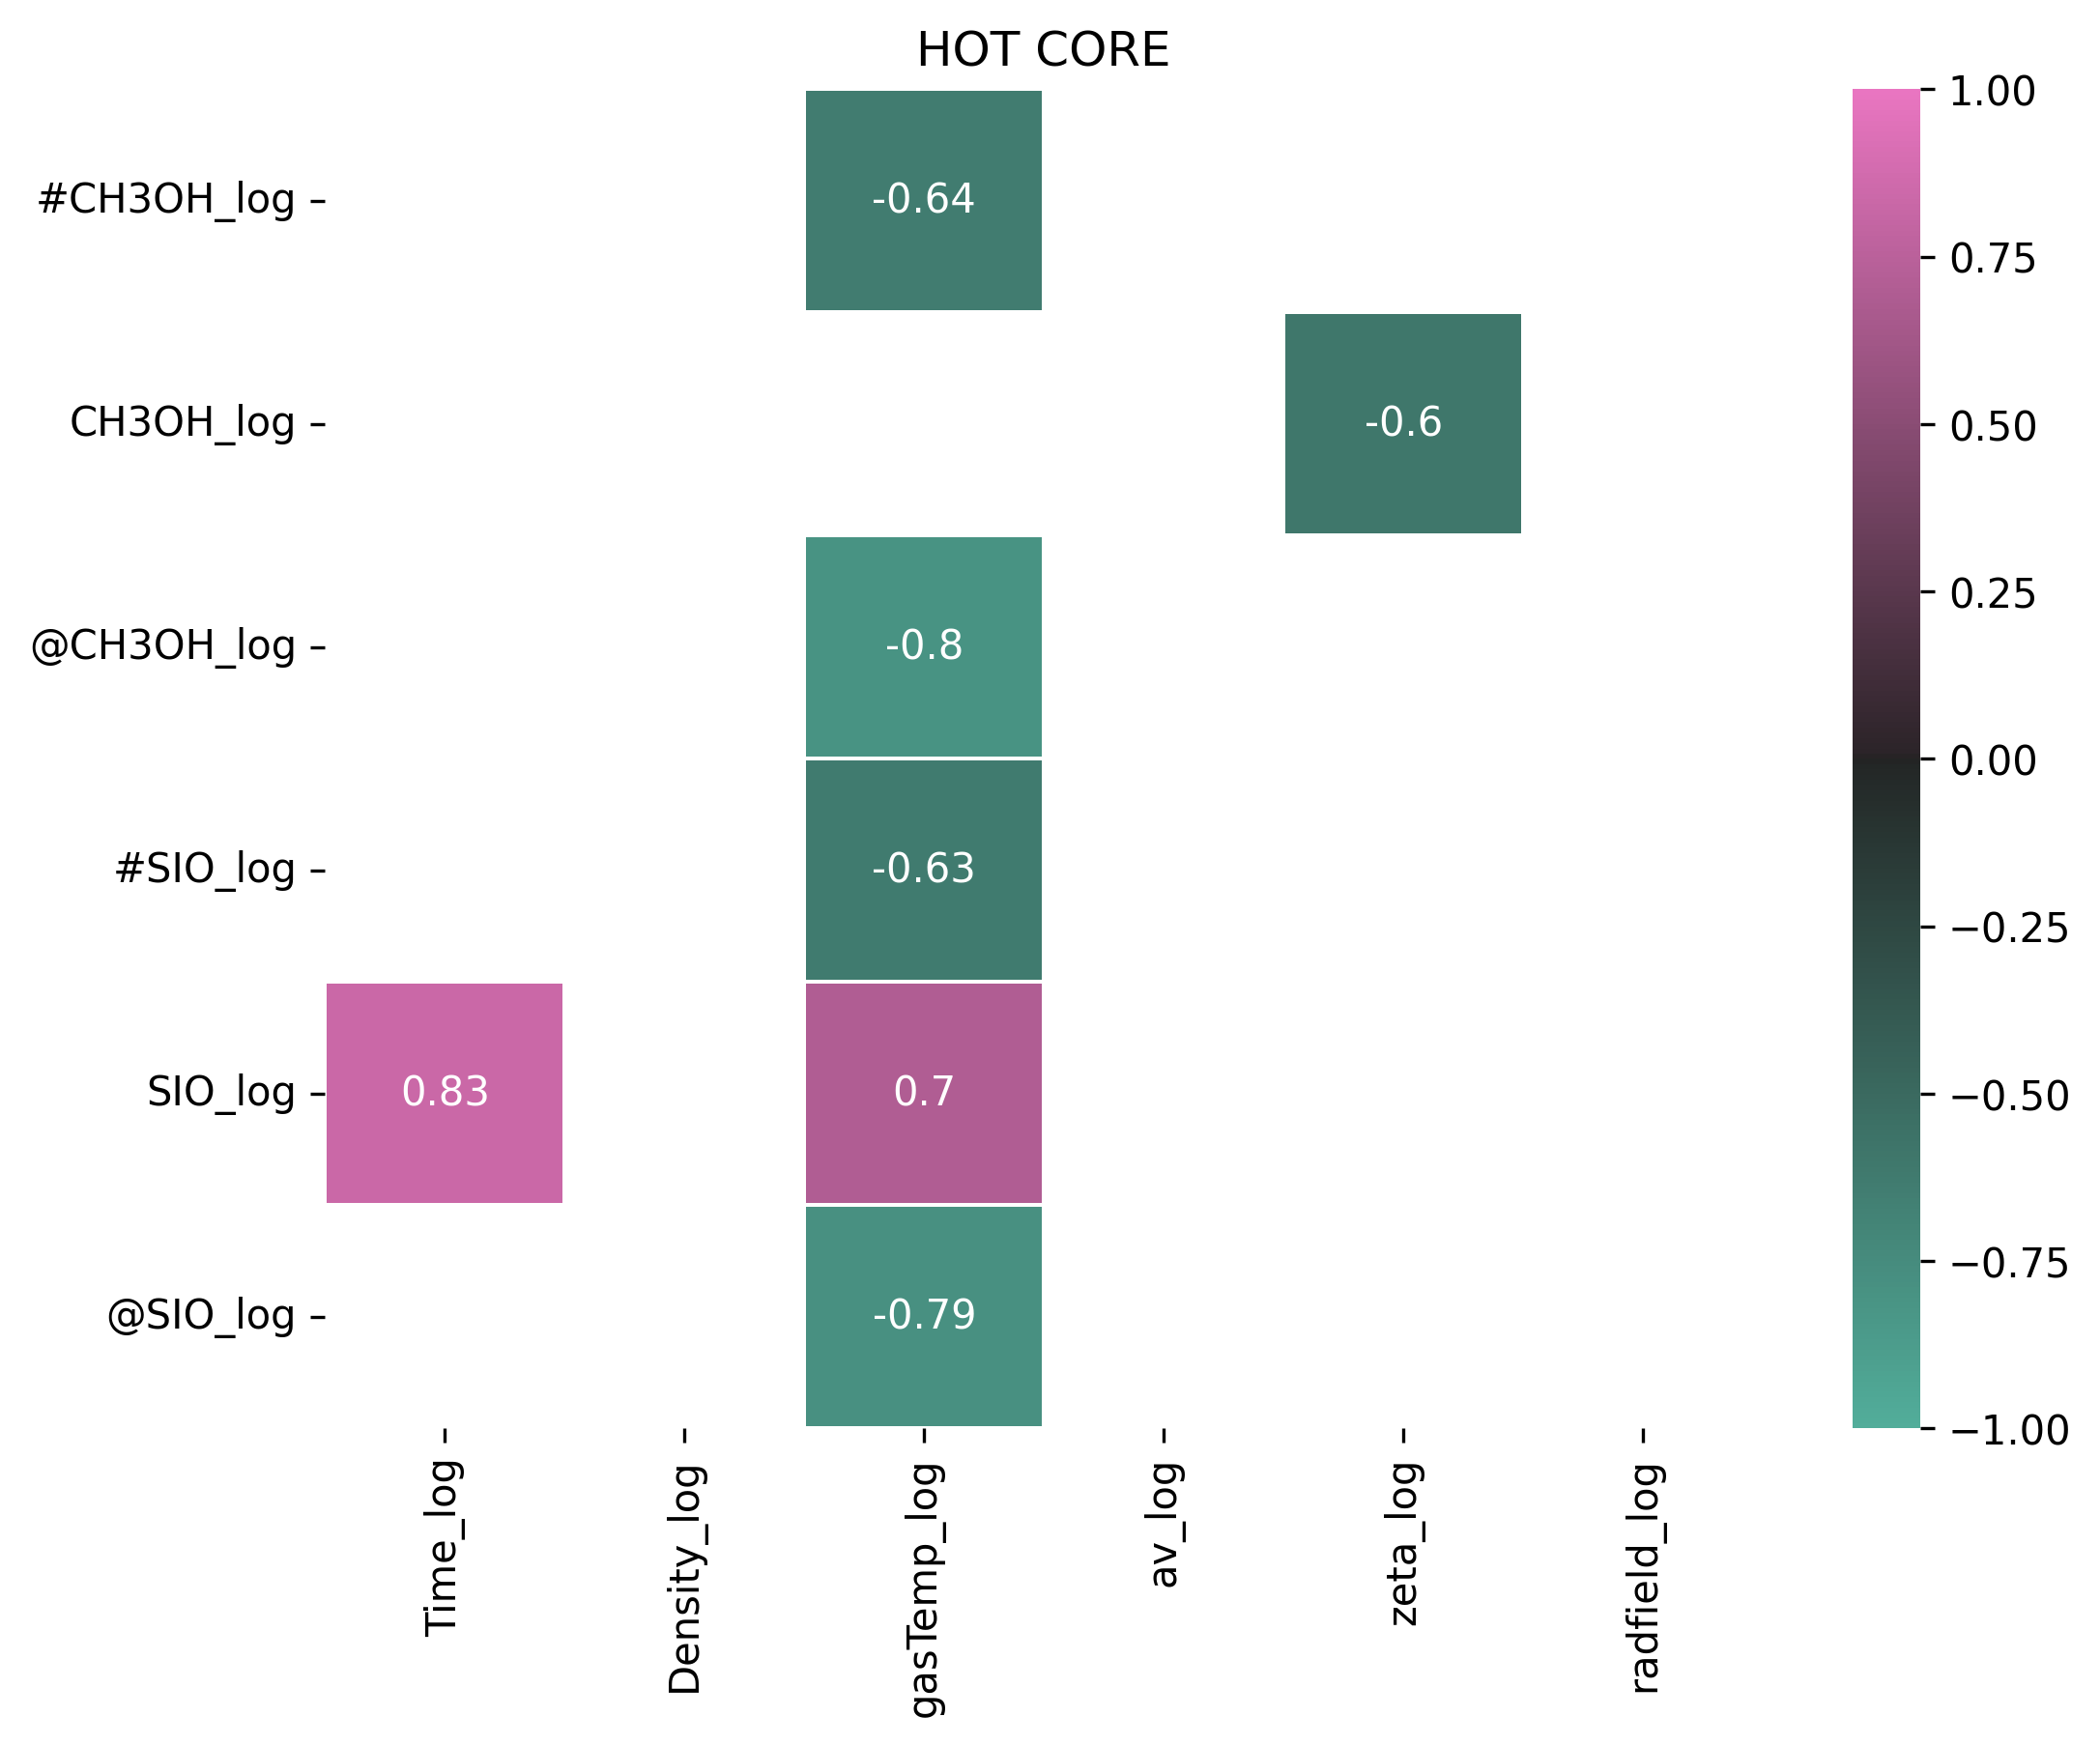 HOT CORE
#CH3OH_log
CH3OH_log
@CH3OH_log
#SIO_log
SIO_log
@SIO_log
-0.64
-0.6
-0.8
-0.63
0.83 0.7
-0.79
Time_log
Density_log
gasTemp_log
av_log
zeta_log
radfield_log
1.00
0.75
0.50
0.25
0.00
−0.25
−0.50
−0.75
−1.00